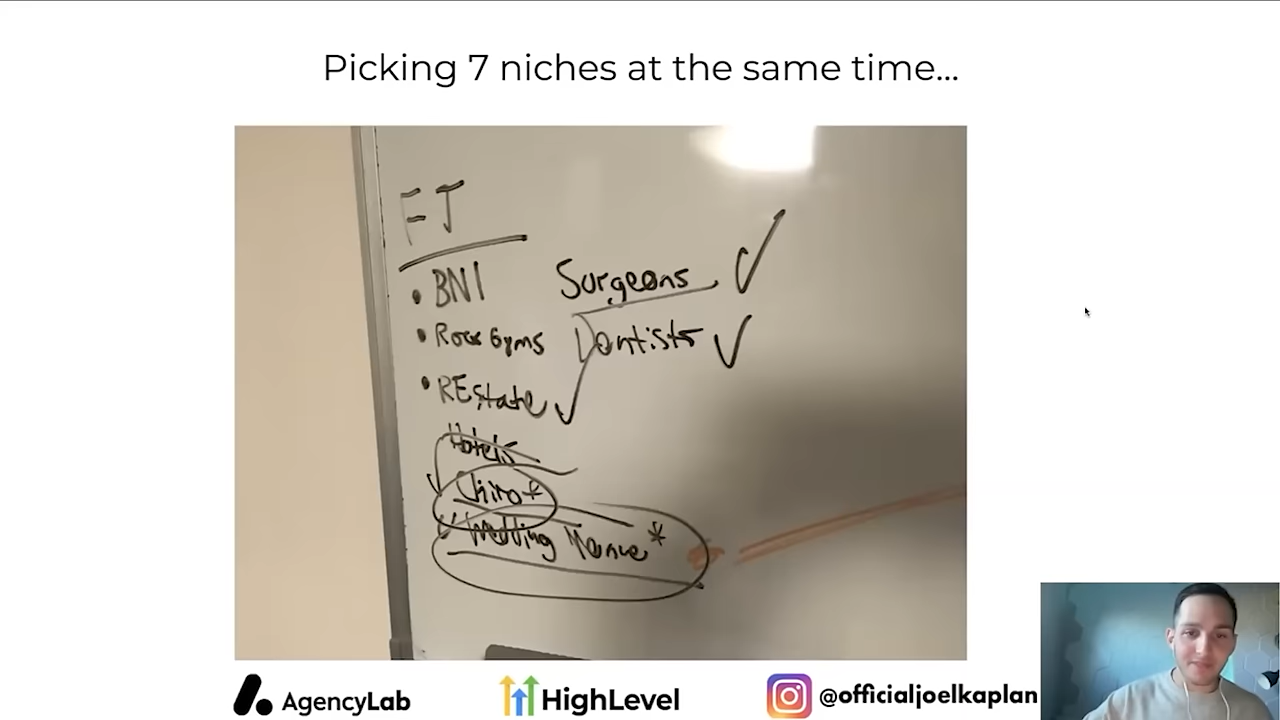 Picking 7 niches at the same time...
FJ
• BNI
• Rock Gyms
• REstate ✓
Hotels
Chiro*
Wedding Venue*
Surgeons ✓
Dentists ✓
AgencyLab
HighLevel
@officialjoelkaplan